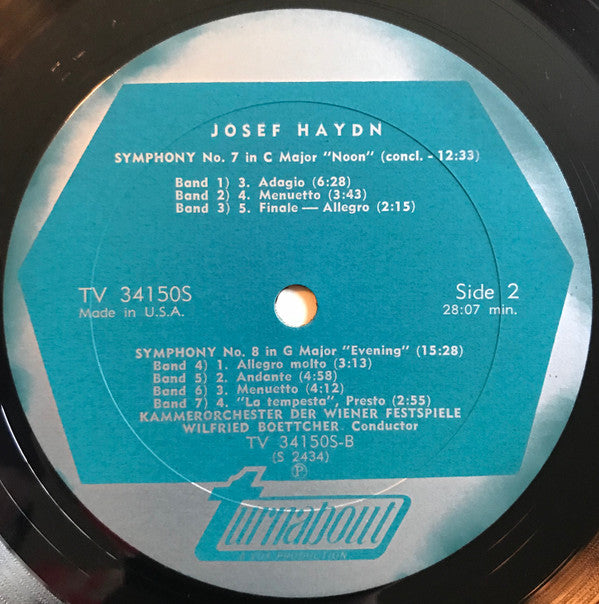 JOSEF HAYDN
SYMPHONY No. 7 in C Major "Noon" (concl. - 12:33)
Band 1) 3. Adagio (6:28)
Band 2) 4. Menuetto (3:43)
Band 3) 5. Finale — Allegro (2:15)
TV 34150S
Made in U.S.A.
Side 2
28:07 min.
SYMPHONY No. 8 in G Major "Evening" (15:28)
Band 4) 1. Allegro molto (3:13)
Band 5) 2. Andante (4:58)
Band 6) 3. Menuetto (4:12)
Band 7) 4. "La tempesta", Presto (2:55)
KAMMERORCHESTER DER WIENER FESTSPIELE
WILFRIED BOETTCHER Conductor
TV 34150S-B
(S 2434)
Ⓟ
turnabout
A VOX PRODUCTION